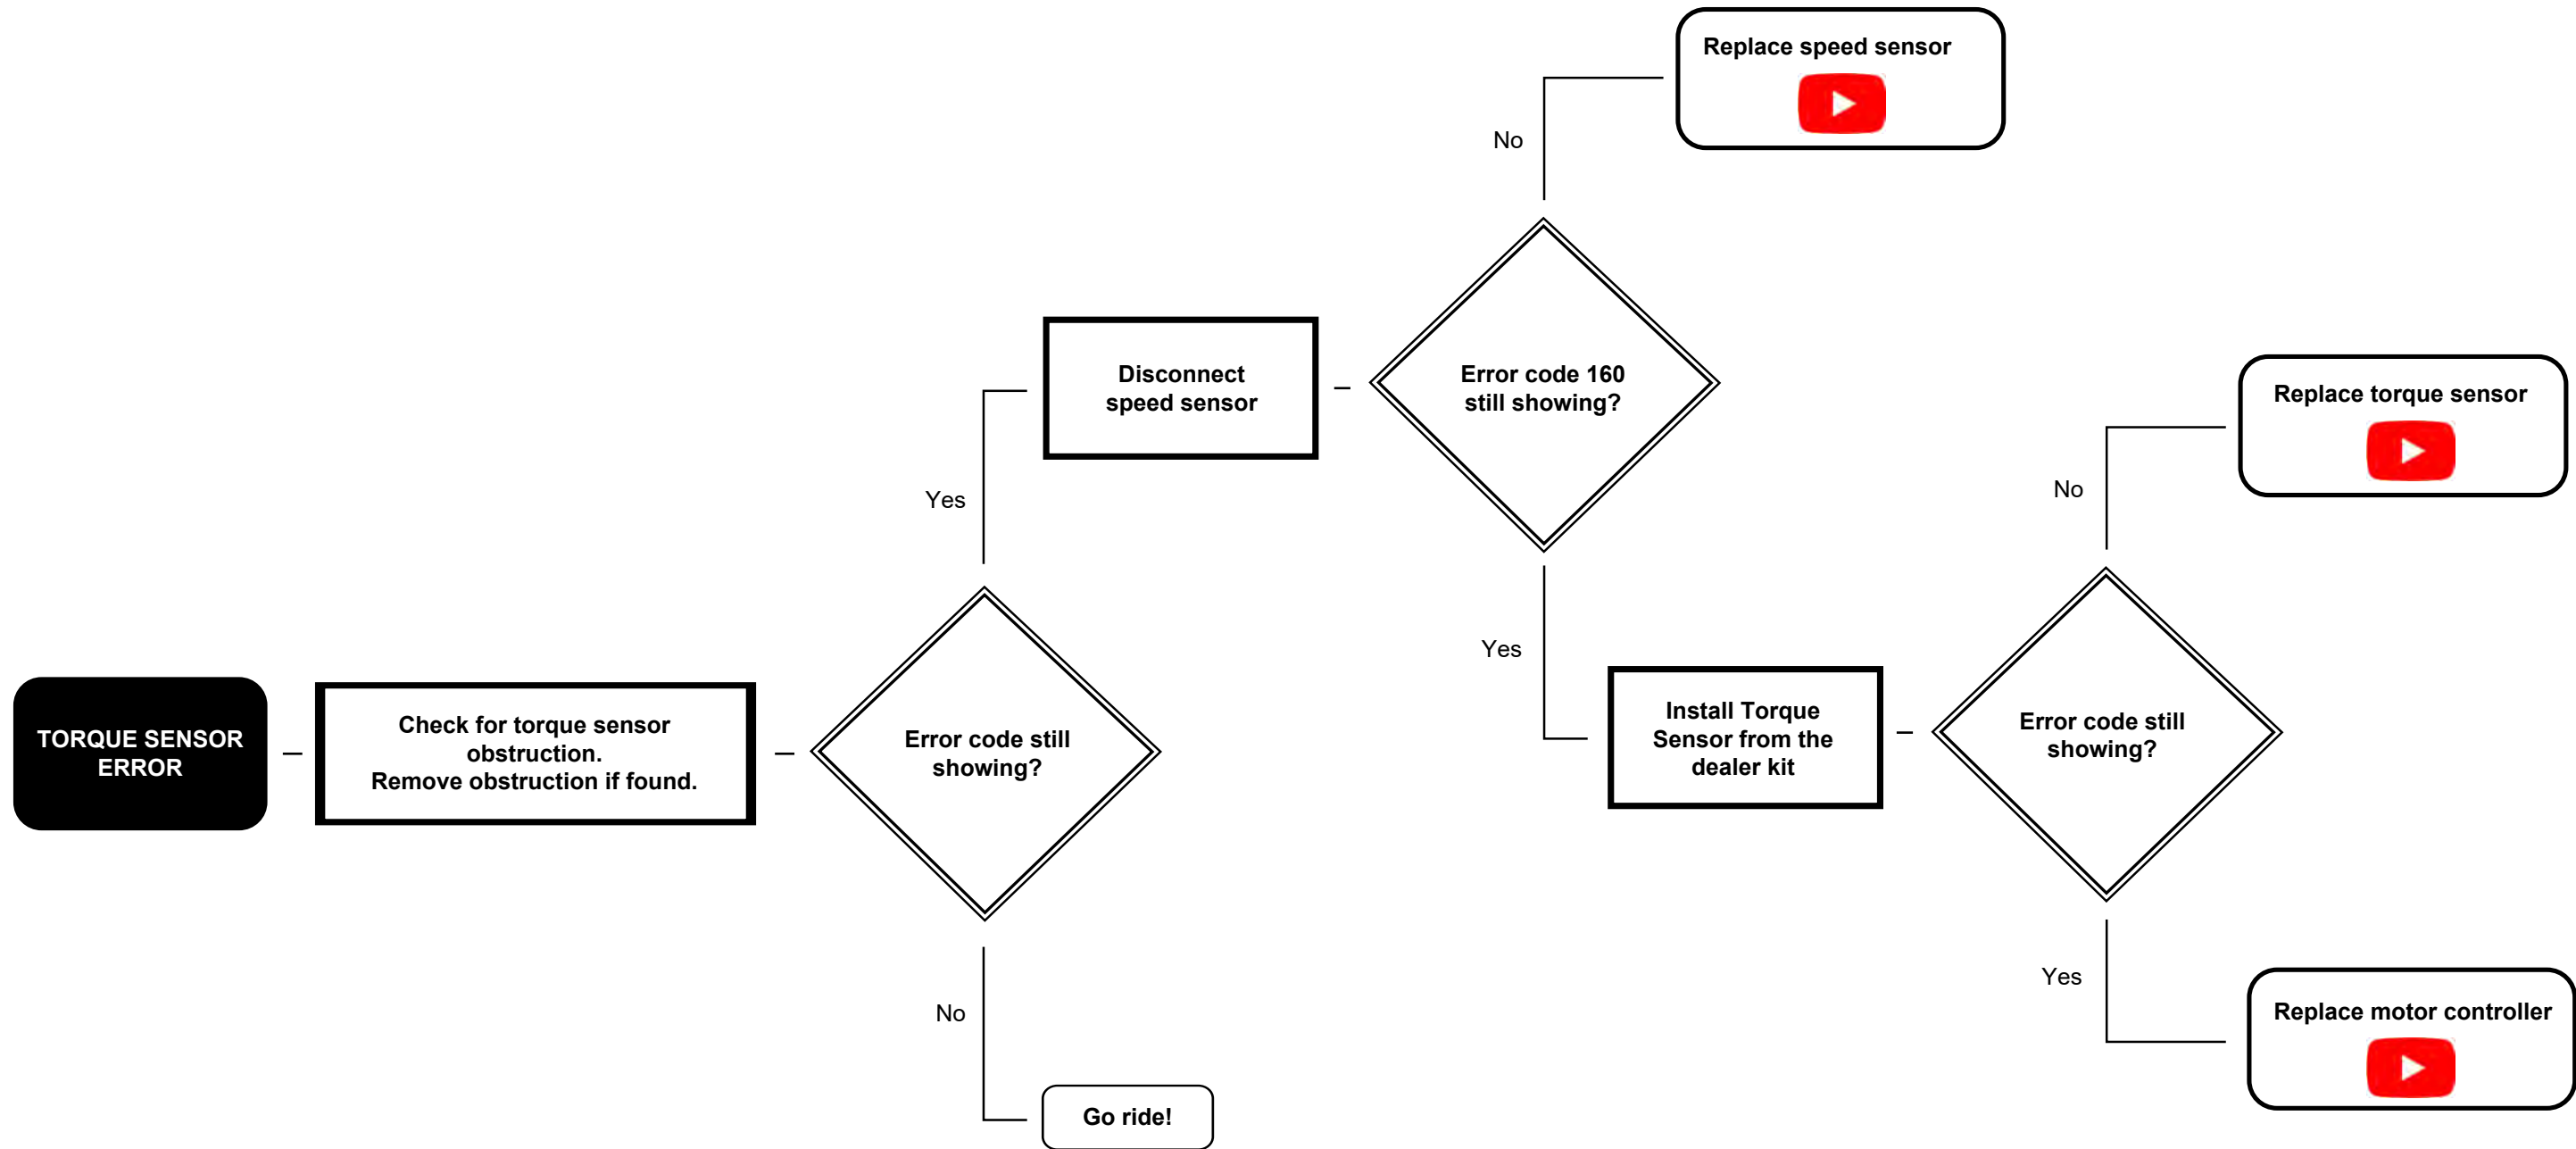 Replace speed sensor
No
Disconnect
speed sensor
Error code 160
still showing?
Replace torque sensor
No
Yes
Yes
Install Torque
Sensor from the
dealer kit
Error code still
showing?
TORQUE SENSOR
ERROR
Check for torque sensor
obstruction.
Remove obstruction if found.
Error code still
showing?
Yes
Replace motor controller
No
Go ride!